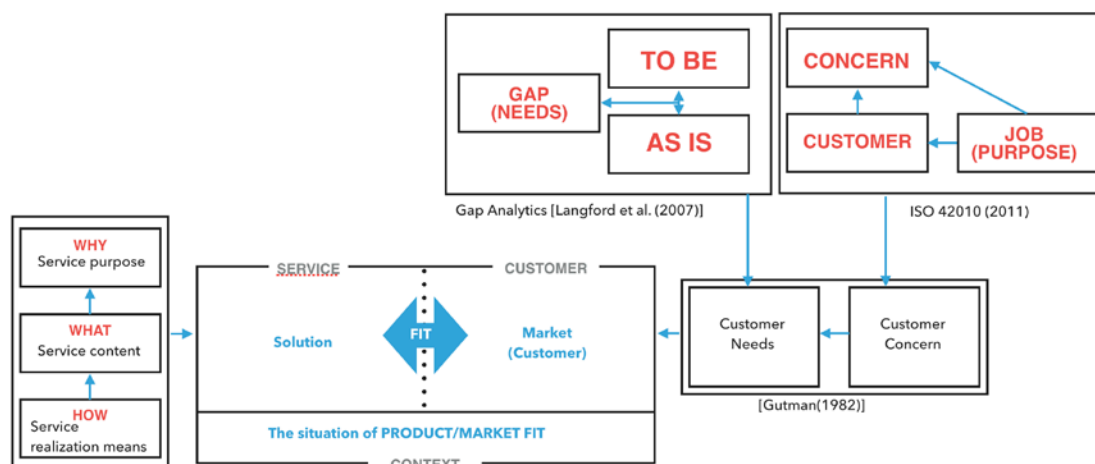 TO BE
GAP
(NEEDS)
AS IS
Gap Analytics [Langford et al. (2007)]
CONCERN
CUSTOMER
JOB
(PURPOSE)
ISO 42010 (2011)
WHY
Service purpose
WHAT
Service content
HOW
Service
realization means
SERVICE
CUSTOMER
Solution
FIT
Market
(Customer)
The situation of PRODUCT/MARKET FIT
CONTEXT
Customer
Needs
Customer
Concern
[Gutman(1982)]